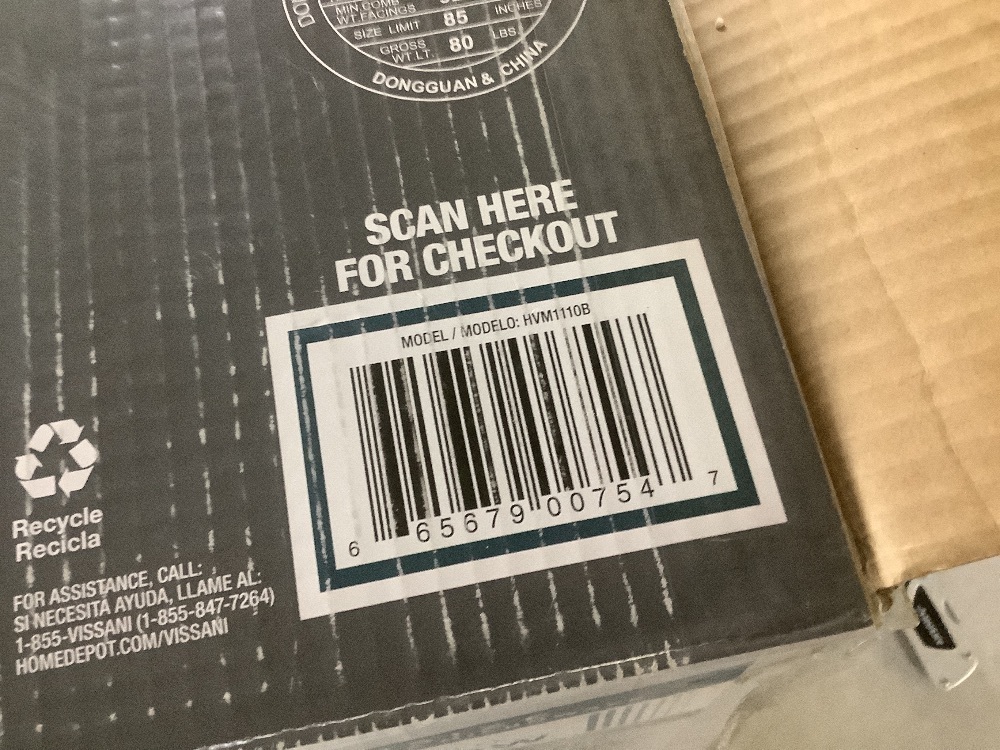 MIN COMB
WT FACINGS
SIZE LIMIT 85 INCHES
GROSS WT. LT. 80 LBS.
DONGGUAN & CHINA
SCAN HERE
FOR CHECKOUT
MODEL / MODELO: HVM1110B
6 65679 00754 7
Recycle
Recicla
FOR ASSISTANCE, CALL:
SI NECESITA AYUDA, LLAME AL:
1-855-VISSANI (1-855-847-7264)
HOMEDEPOT.COM/VISSANI